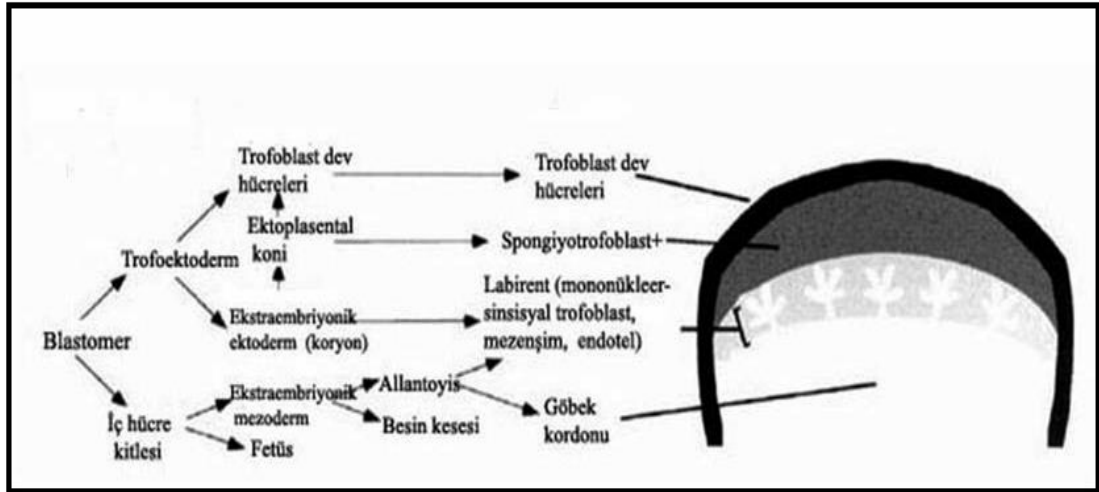 Trofoblast dev
hücreleri
Trofoblast dev
hücreleri
Ektoplasental
koni
Spongiyotrofoblast+
Trofoektoderm
Labirent (mononükleer-
sinsisyal trofoblast,
mezenşim, endotel)
Ekstraembriyonik
ektoderm (koryon)
Blastomer
Ekstraembriyonik
mezoderm
Allantoyis
Besin kesesi
Göbek
kordonu
İç hücre
kitlesi
Fetüs